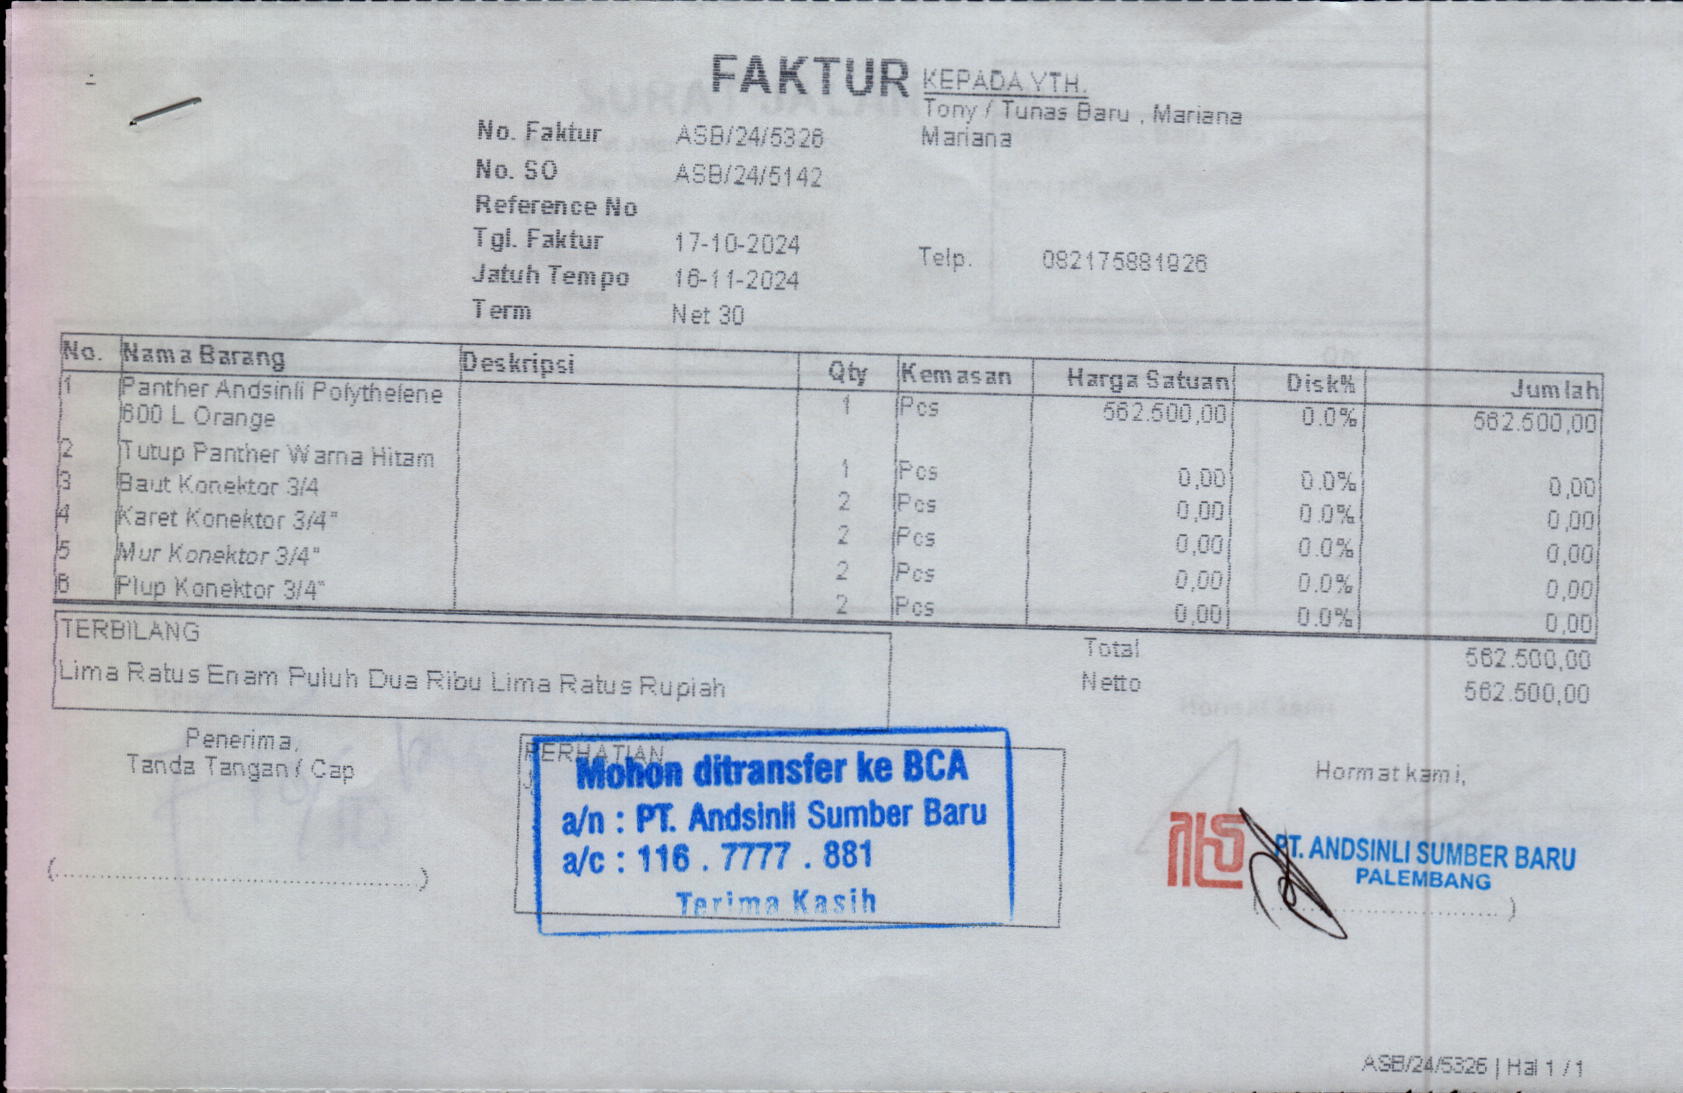 FAKTUR
KEPADA YTH.
Tony / Tunas Baru , Mariana
Mariana
No. Faktur ASB/24/5326
No. SO ASB/24/5142
Reference No
Tgl. Faktur 17-10-2024
Jatuh Tempo 16-11-2024
Term Net 30
Telp. 082175881926
No. Nama Barang Deskripsi Qty Kemasan Harga Satuan Disk% Jumlah
1 Panther Andsinli Polythelene 1 Pcs 562.500,00 0.0% 562.500,00
600 L Orange
2 Tutup Panther Warna Hitam 1 Pcs 0,00 0.0% 0,00
3 Baut Konektor 3/4 2 Pcs 0,00 0.0% 0,00
4 Karet Konektor 3/4" 2 Pcs 0,00 0.0% 0,00
5 Mur Konektor 3/4" 2 Pcs 0,00 0.0% 0,00
6 Plup Konektor 3/4" 2 Pcs 0,00 0.0% 0,00
TERBILANG
Lima Ratus Enam Puluh Dua Ribu Lima Ratus Rupiah
Total 562.500,00
Netto 562.500,00
Penerima,
Tanda Tangan / Cap
PERHATIAN
Mohon ditransfer ke BCA
a/n : PT. Andsinli Sumber Baru
a/c : 116 . 7777 . 881
Terima Kasih
Hormat kami,
PT. ANDSINLI SUMBER BARU
PALEMBANG
ASB/24/5326 | Hal 1 / 1